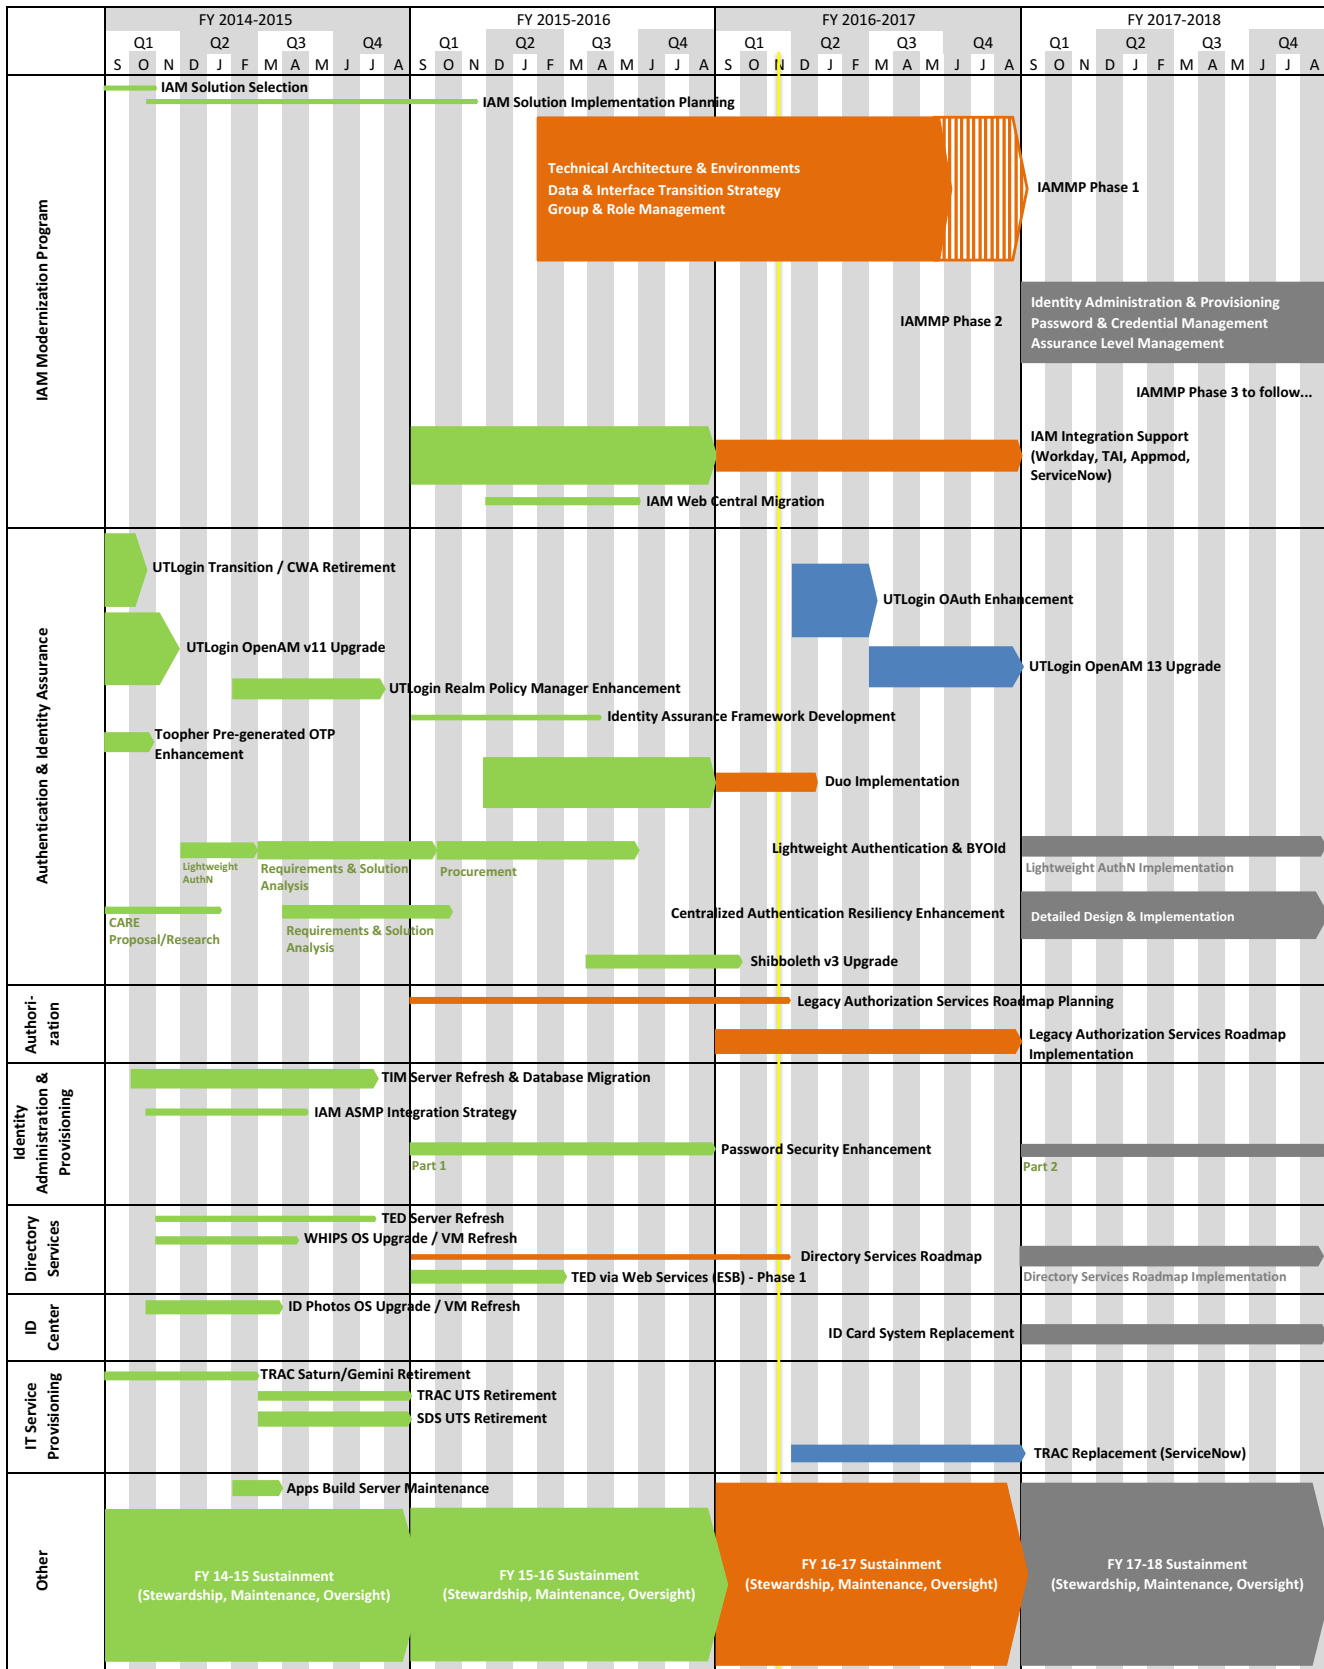 FY 2014-2015 FY 2015-2016 FY 2016-2017 FY 2017-2018
Q1 Q2 Q3 Q4 Q1 Q2 Q3 Q4 Q1 Q2 Q3 Q4 Q1 Q2 Q3 Q4
S O N D J F M A M J J A S O N D J F M A M J J A S O N D J F M A M J J A S O N D J F M A M J J A
IAM Modernization Program
IAM Solution Selection
IAM Solution Implementation Planning
Technical Architecture & Environments
Data & Interface Transition Strategy
Group & Role Management
IAMMP Phase 1
IAMMP Phase 2
Identity Administration & Provisioning
Password & Credential Management
Assurance Level Management
IAMMP Phase 3 to follow...
IAM Integration Support
(Workday, TAI, Appmod,
ServiceNow)
IAM Web Central Migration
Authentication & Identity Assurance
UTLogin Transition / CWA Retirement
UTLogin OAuth Enhancement
UTLogin OpenAM v11 Upgrade
UTLogin OpenAM 13 Upgrade
UTLogin Realm Policy Manager Enhancement
Identity Assurance Framework Development
Toopher Pre-generated OTP
Enhancement
Duo Implementation
Lightweight Authentication & BYOId
Lightweight
AuthN
Requirements & Solution
Analysis
Procurement
Lightweight AuthN Implementation
Centralized Authentication Resiliency Enhancement
Detailed Design & Implementation
CARE
Proposal/Research
Requirements & Solution
Analysis
Shibboleth v3 Upgrade
Authori-
zation
Legacy Authorization Services Roadmap Planning
Legacy Authorization Services Roadmap
Implementation
Identity
Administration &
Provisioning
TIM Server Refresh & Database Migration
IAM ASMP Integration Strategy
Password Security Enhancement
Part 1
Part 2
Directory
Services
TED Server Refresh
WHIPS OS Upgrade / VM Refresh
Directory Services Roadmap
TED via Web Services (ESB) - Phase 1
Directory Services Roadmap Implementation
ID
Center
ID Photos OS Upgrade / VM Refresh
ID Card System Replacement
IT Service
Provisioning
TRAC Saturn/Gemini Retirement
TRAC UTS Retirement
SDS UTS Retirement
TRAC Replacement (ServiceNow)
Other
Apps Build Server Maintenance
FY 14-15 Sustainment
(Stewardship, Maintenance, Oversight)
FY 15-16 Sustainment
(Stewardship, Maintenance, Oversight)
FY 16-17 Sustainment
(Stewardship, Maintenance, Oversight)
FY 17-18 Sustainment
(Stewardship, Maintenance, Oversight)